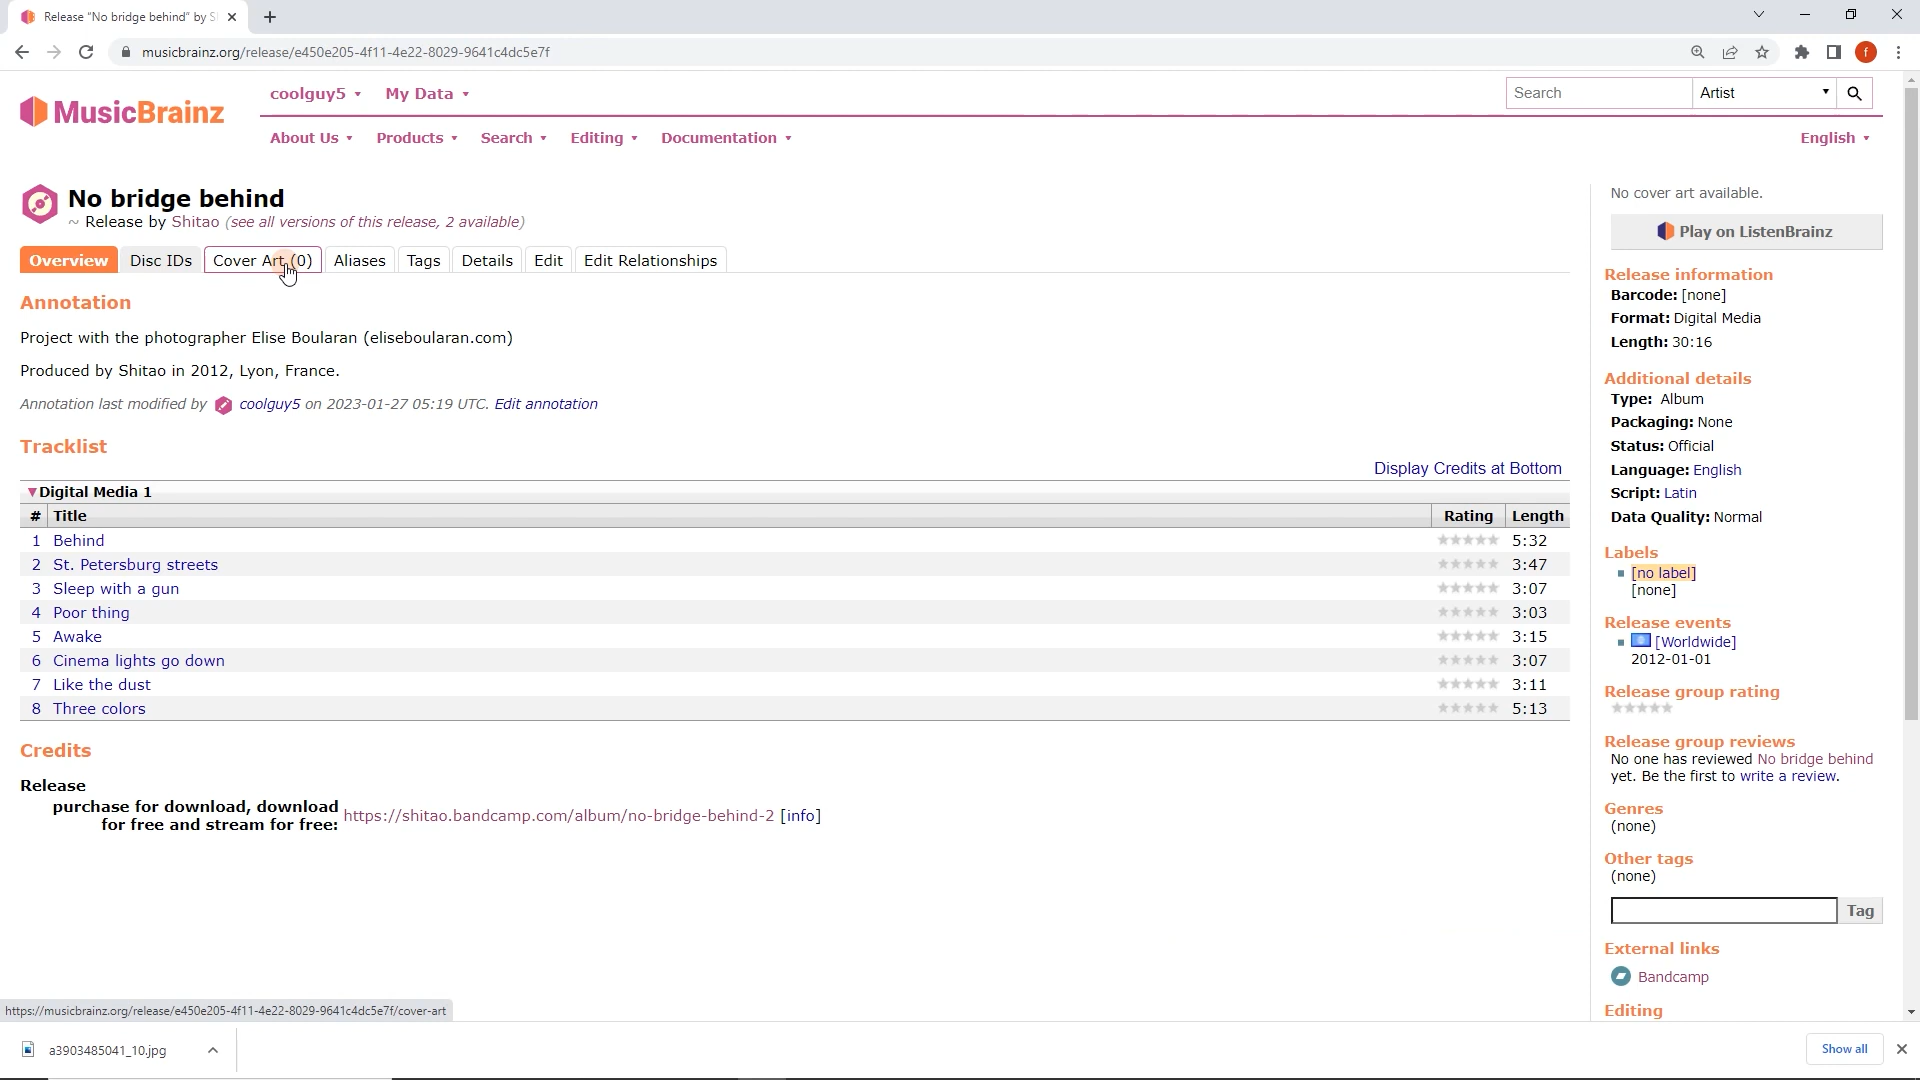 Release "No bridge behind" by S
musicbrainz.org/release/e450e205-4f11-4e22-8029-9641c4dc5e7f
f
MusicBrainz
coolguy5 My Data
Search Artist
About Us Products Search Editing Documentation
English
No bridge behind
~ Release by Shitao (see all versions of this release, 2 available)
Overview Disc IDs Cover Art (0) Aliases Tags Details Edit Edit Relationships
Annotation
Project with the photographer Elise Boularan (eliseboularan.com)
Produced by Shitao in 2012, Lyon, France.
Annotation last modified by coolguy5 on 2023-01-27 05:19 UTC. Edit annotation
Tracklist
Display Credits at Bottom
▼Digital Media 1
# Title Rating Length
1 Behind 5:32
2 St. Petersburg streets 3:47
3 Sleep with a gun 3:07
4 Poor thing 3:03
5 Awake 3:15
6 Cinema lights go down 3:07
7 Like the dust 3:11
8 Three colors 5:13
Credits
Release
purchase for download, download
for free and stream for free: https://shitao.bandcamp.com/album/no-bridge-behind-2 [info]
No cover art available.
Play on ListenBrainz
Release information
Barcode: [none]
Format: Digital Media
Length: 30:16
Additional details
Type: Album
Packaging: None
Status: Official
Language: English
Script: Latin
Data Quality: Normal
Labels
[no label]
[none]
Release events
[Worldwide]
2012-01-01
Release group rating
Release group reviews
No one has reviewed No bridge behind
yet. Be the first to write a review.
Genres
(none)
Other tags
(none)
Tag
External links
Bandcamp
Editing
https://musicbrainz.org/release/e450e205-4f11-4e22-8029-9641c4dc5e7f/cover-art
a3903485041_10.jpg
Show all